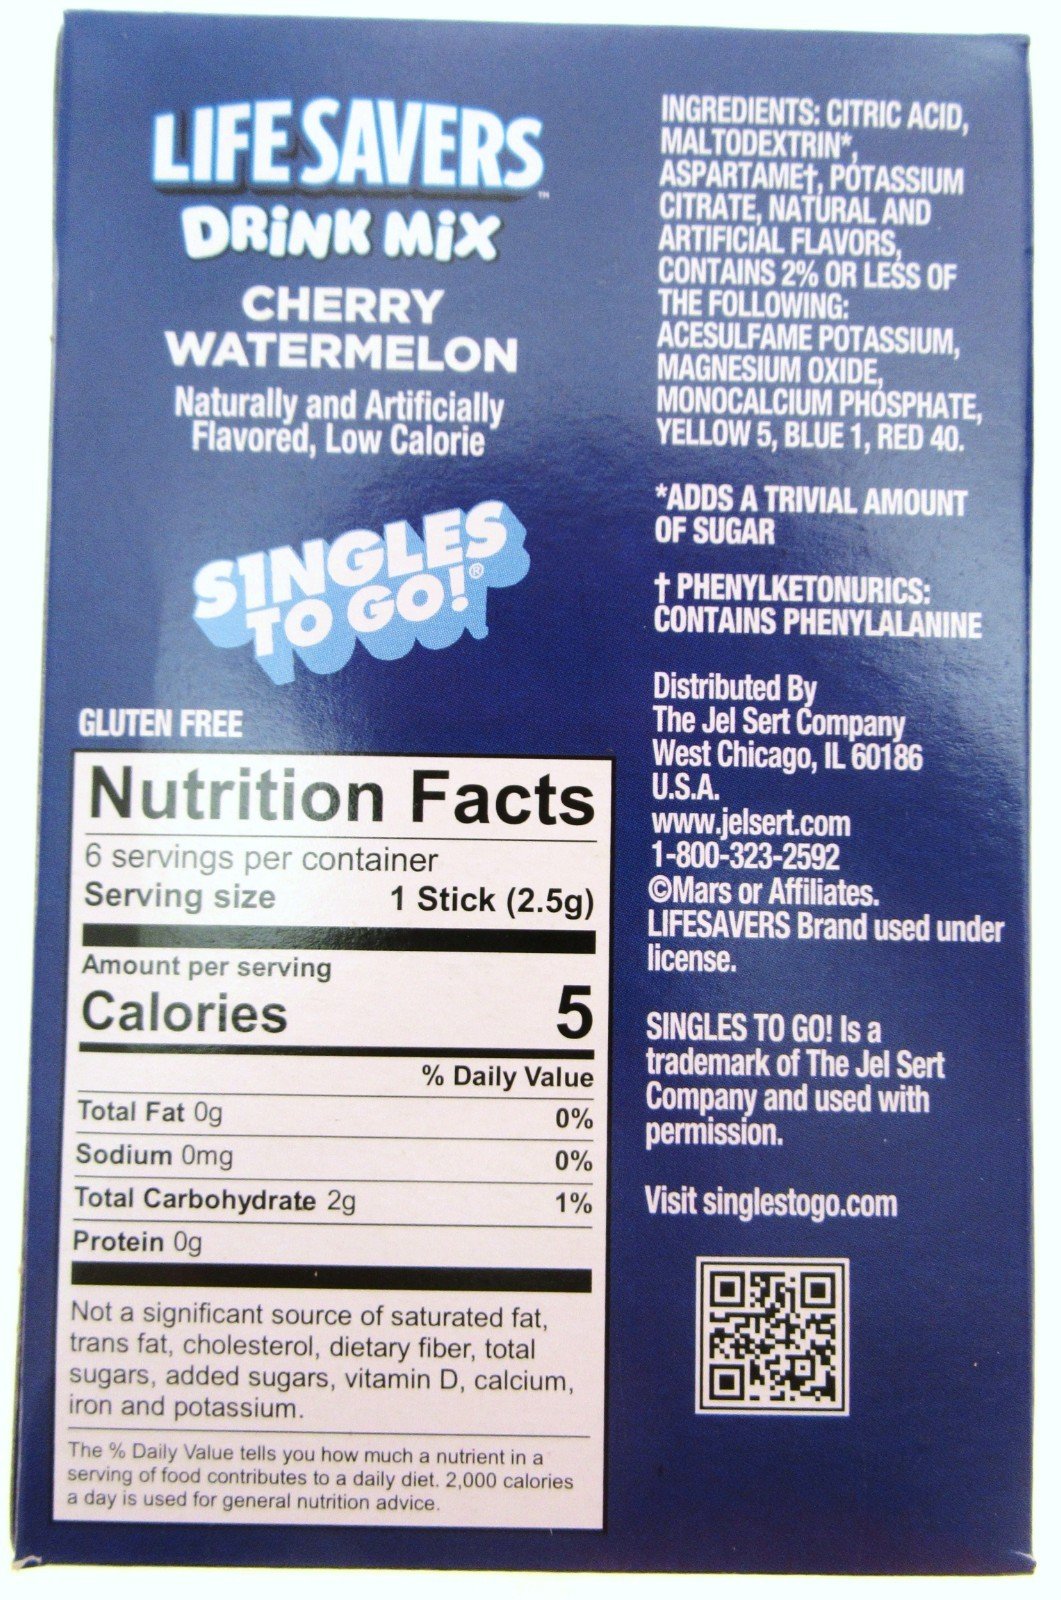 LIFE SAVERS™
DRINK MIX
CHERRY
WATERMELON
Naturally and Artificially
Flavored, Low Calorie
SINGLES
TO GO!®
GLUTEN FREE
Nutrition Facts
6 servings per container
Serving size 1 Stick (2.5g)
Amount per serving
Calories 5
% Daily Value
Total Fat 0g 0%
Sodium 0mg 0%
Total Carbohydrate 2g 1%
Protein 0g
Not a significant source of saturated fat,
trans fat, cholesterol, dietary fiber, total
sugars, added sugars, vitamin D, calcium,
iron and potassium.
The % Daily Value tells you how much a nutrient in a
serving of food contributes to a daily diet. 2,000 calories
a day is used for general nutrition advice.
INGREDIENTS: CITRIC ACID,
MALTODEXTRIN*,
ASPARTAME†, POTASSIUM
CITRATE, NATURAL AND
ARTIFICIAL FLAVORS,
CONTAINS 2% OR LESS OF
THE FOLLOWING:
ACESULFAME POTASSIUM,
MAGNESIUM OXIDE,
MONOCALCIUM PHOSPHATE,
YELLOW 5, BLUE 1, RED 40.
*ADDS A TRIVIAL AMOUNT
OF SUGAR
† PHENYLKETONURICS:
CONTAINS PHENYLALANINE
Distributed By
The Jel Sert Company
West Chicago, IL 60186
U.S.A.
www.jelsert.com
1-800-323-2592
©Mars or Affiliates.
LIFESAVERS Brand used under
license.
SINGLES TO GO! Is a
trademark of The Jel Sert
Company and used with
permission.
Visit singlestogo.com